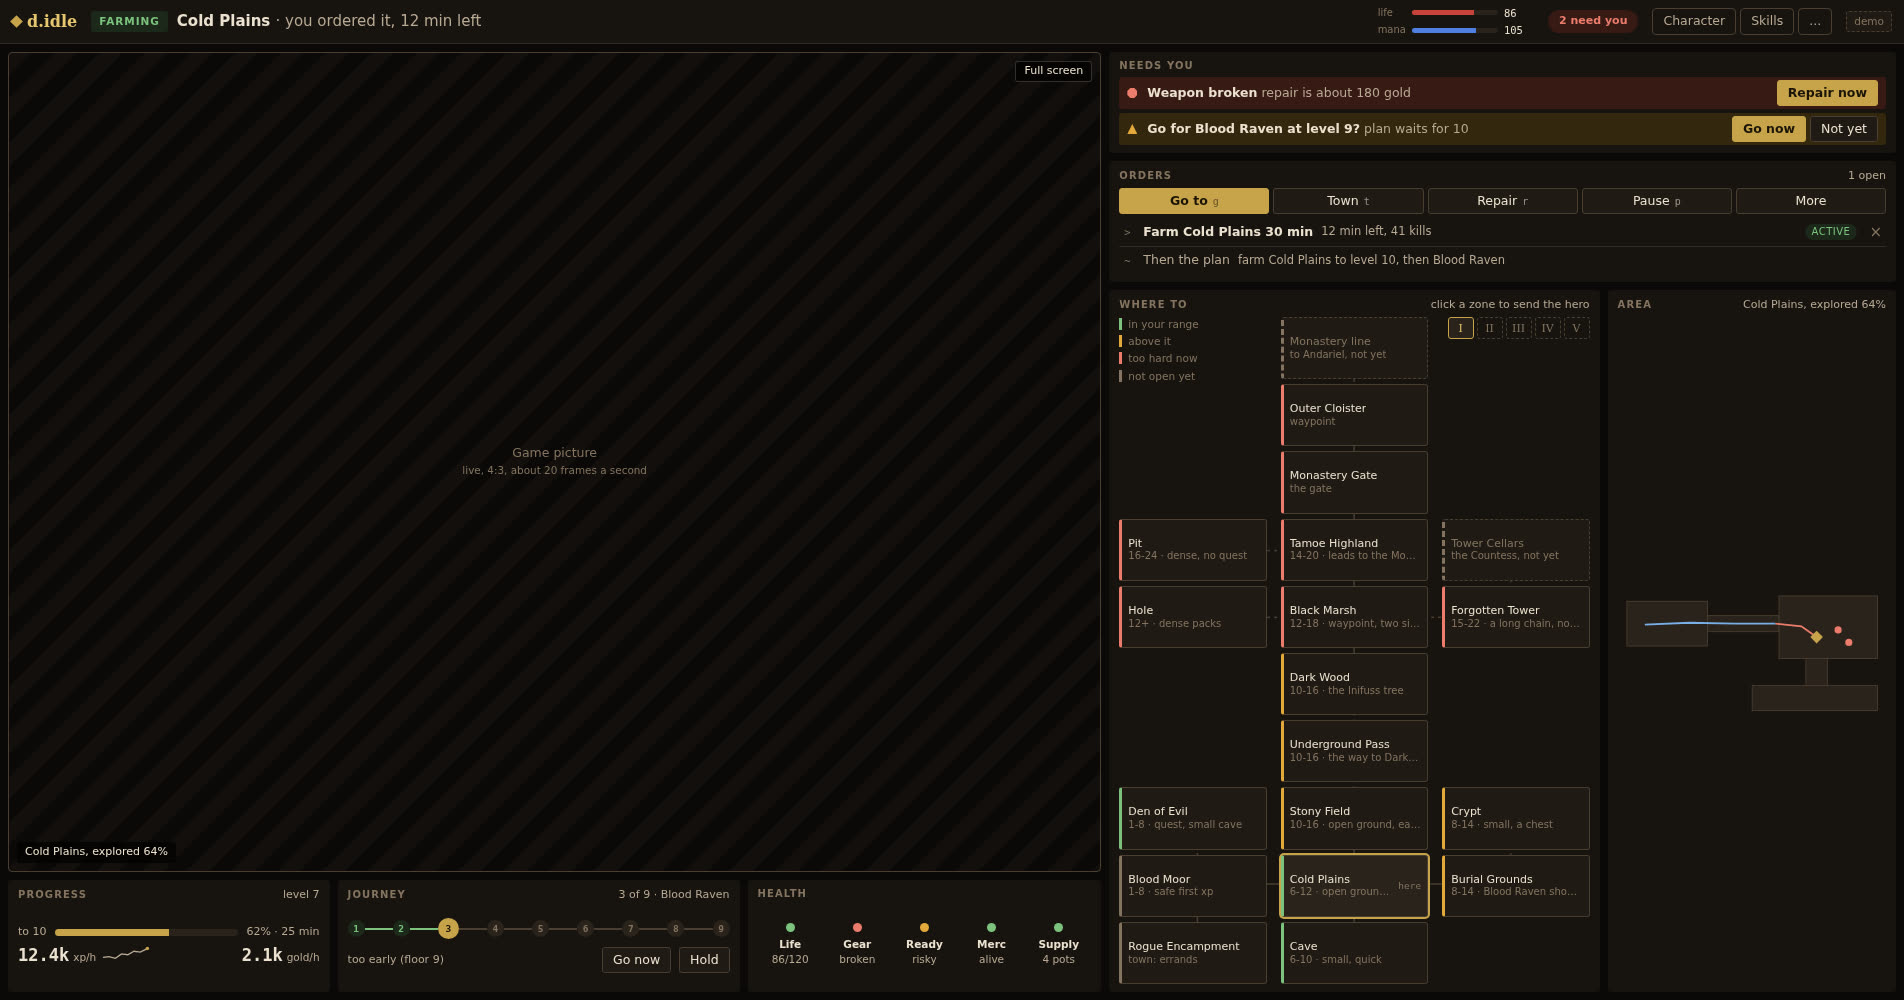 d.idle FARMING Cold Plains · you ordered it, 12 min left
life 86
mana 105
2 need you
Character Skills ... demo
Full screen
Game picture
live, 4:3, about 20 frames a second
Cold Plains, explored 64%
PROGRESS level 7
to 10 62% · 25 min
12.4k xp/h 2.1k gold/h
JOURNEY 3 of 9 · Blood Raven
1 2 3 4 5 6 7 8 9
too early (floor 9) Go now Hold
HEALTH
Life Gear Ready Merc Supply
86/120 broken risky alive 4 pots
NEEDS YOU
Weapon broken repair is about 180 gold Repair now
Go for Blood Raven at level 9? plan waits for 10 Go now Not yet
ORDERS 1 open
Go to g Town t Repair r Pause p More
> Farm Cold Plains 30 min 12 min left, 41 kills ACTIVE ×
~ Then the plan farm Cold Plains to level 10, then Blood Raven
WHERE TO click a zone to send the hero
in your range
above it
too hard now
not open yet
I II III IV V
Monastery line
to Andariel, not yet
Outer Cloister
waypoint
Monastery Gate
the gate
Pit
16-24 · dense, no quest
Tamoe Highland
14-20 · leads to the Mo...
Tower Cellars
the Countess, not yet
Hole
12+ · dense packs
Black Marsh
12-18 · waypoint, two si...
Forgotten Tower
15-22 · a long chain, no...
Dark Wood
10-16 · the Inifuss tree
Underground Pass
10-16 · the way to Dark...
Den of Evil
1-8 · quest, small cave
Stony Field
10-16 · open ground, ea...
Crypt
8-14 · small, a chest
Blood Moor
1-8 · safe first xp
Cold Plains
6-12 · open groun... here
Burial Grounds
8-14 · Blood Raven sho...
Rogue Encampment
town: errands
Cave
6-10 · small, quick
AREA Cold Plains, explored 64%